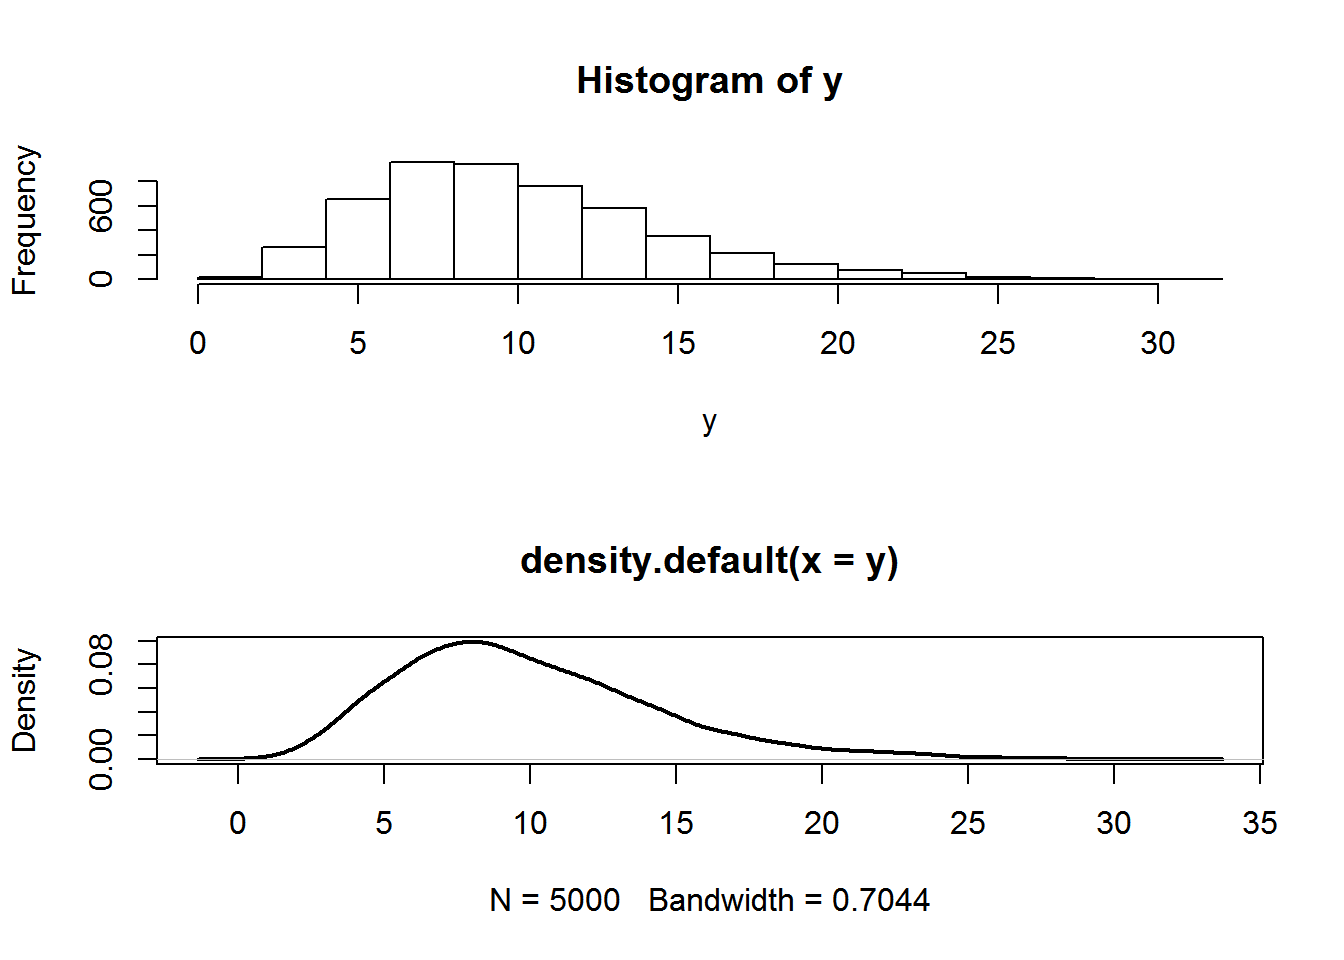 Histogram of y
Frequency
0 600
0 5 10 15 20 25 30
y
density.default(x = y)
Density
0.00 0.08
0 5 10 15 20 25 30 35
N = 5000 Bandwidth = 0.7044